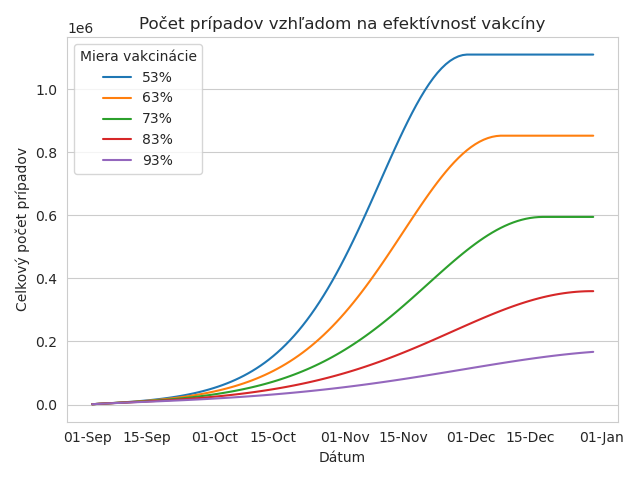 Počet prípadov vzhľadom na efektívnosť vakcíny
1e6
Miera vakcinácie
53%
63%
73%
83%
93%
Celkový počet prípadov
1.0
0.8
0.6
0.4
0.2
0.0
01-Sep 15-Sep 01-Oct 15-Oct 01-Nov 15-Nov 01-Dec 15-Dec 01-Jan
Dátum